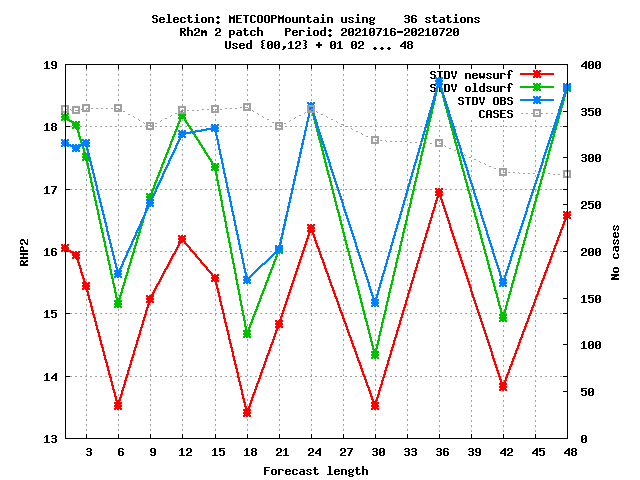 Selection: METCOOPMountain using    36 stations
Rh2m 2 patch   Period: 20210716-20210720
Used {00,12} + 01 02 ... 48
19
18
17
16
15
14
13
400
350
300
250
200
150
100
50
0
STDV newsurf
STDV oldsurf
STDV OBS
CASES
RHP2
No cases
3 6 9 12 15 18 21 24 27 30 33 36 39 42 45 48
Forecast length